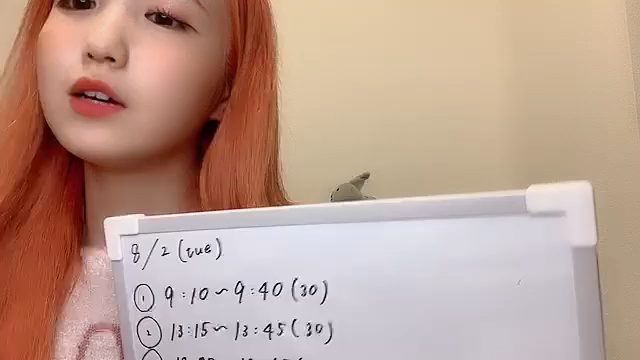 8/2 (tue)
① 9:10~9:40 (30)
② 13:15~13:45 (30)